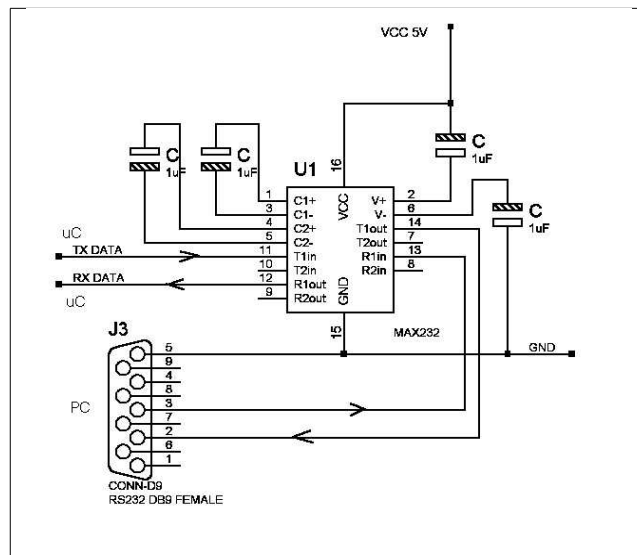 VCC 5V
C
1uF
C
1uF
C
1uF
C
1uF
U1
16
VCC
1 C1+
3 C1-
4 C2+
5 C2-
11 T1in
10 T2in
12 R1out
9 R2out
V+ 2
V- 6
T1out 14
T2out 7
R1in 13
R2in 8
GND
15
MAX232
uC
TX DATA
RX DATA
uC
GND
J3
PC
5
9
4
8
3
7
2
6
1
CONN-D9
RS232 DB9 FEMALE